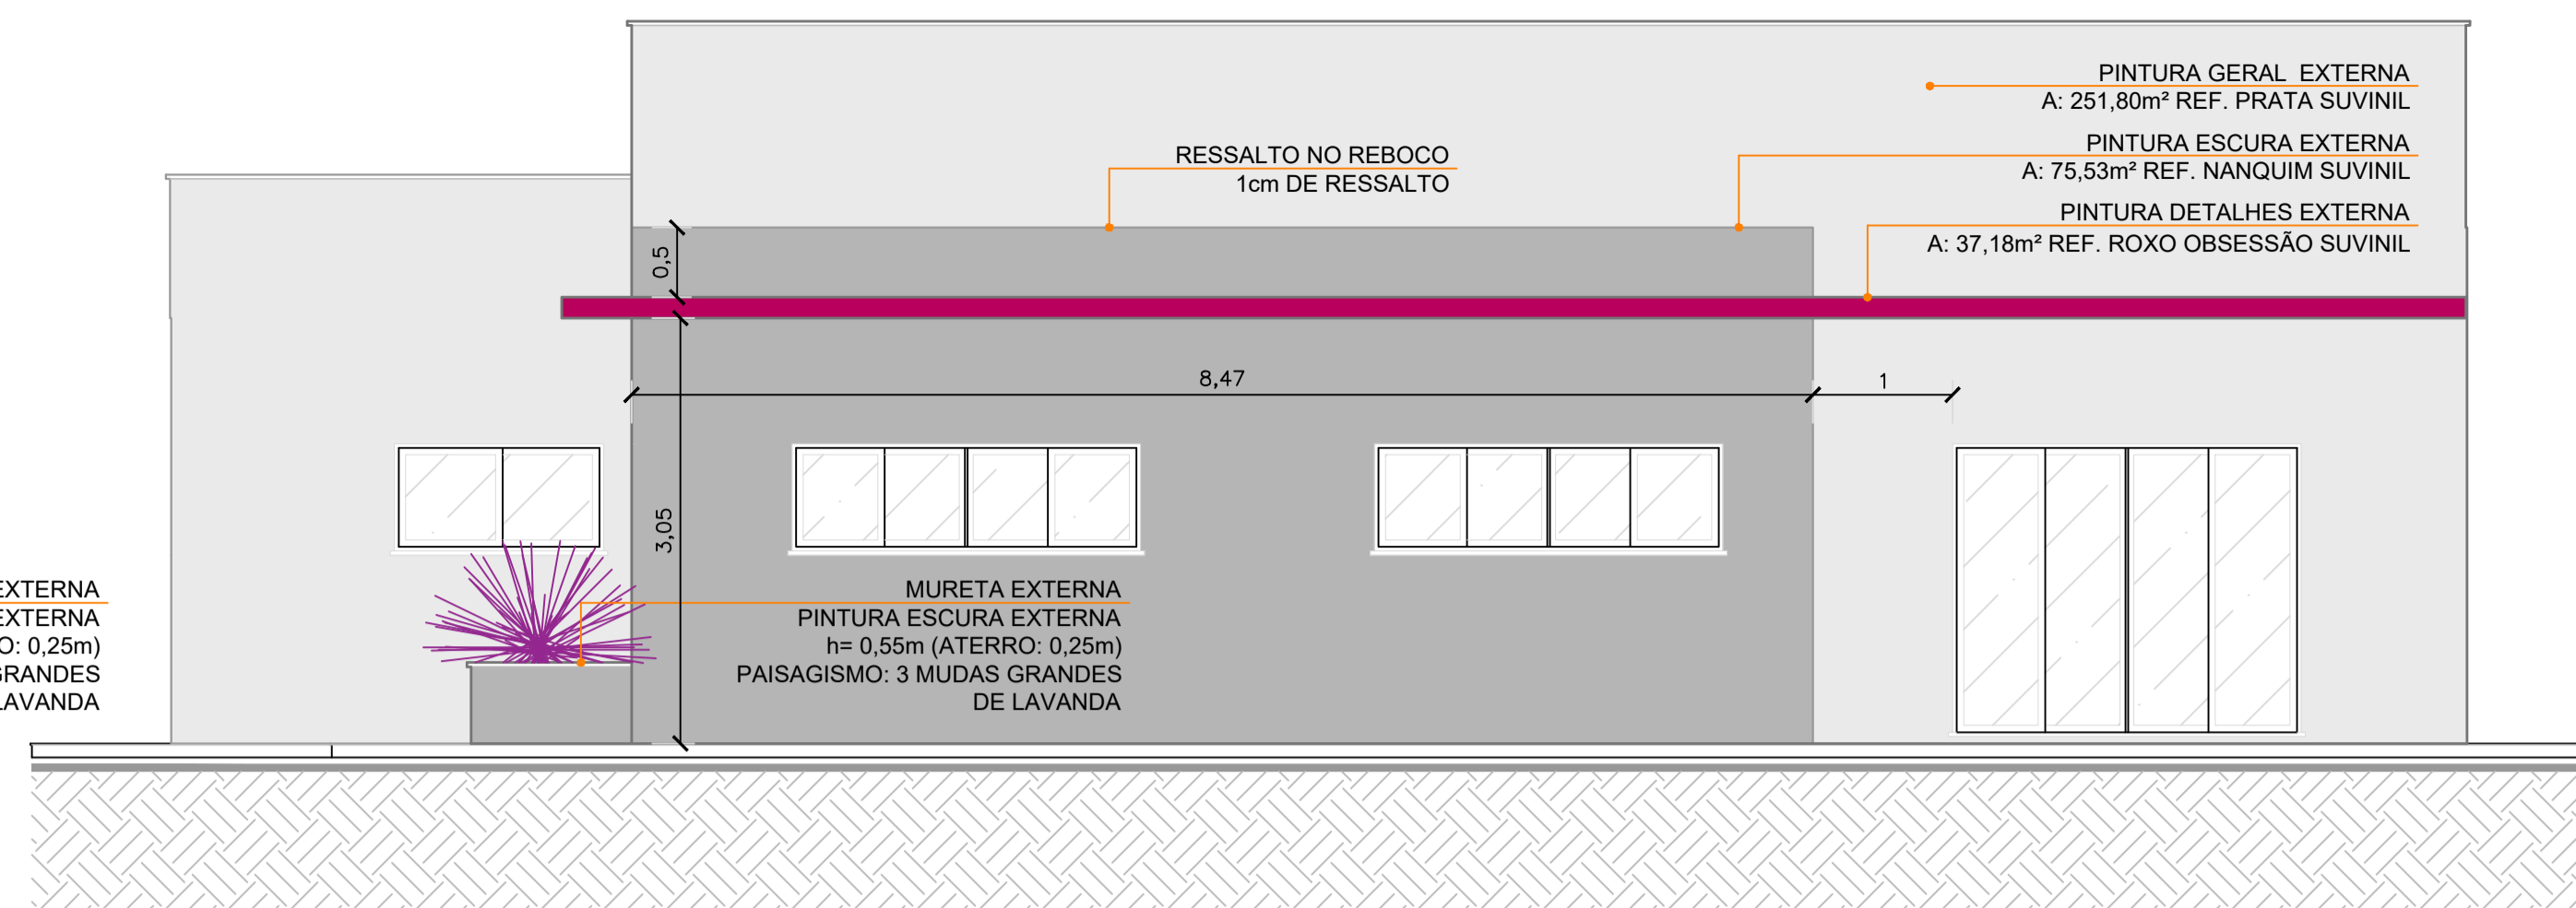 PINTURA GERAL  EXTERNA
A: 251,80m² REF. PRATA SUVINIL
PINTURA ESCURA EXTERNA
A: 75,53m² REF. NANQUIM SUVINIL
PINTURA DETALHES EXTERNA
A: 37,18m² REF. ROXO OBSESSÃO SUVINIL
RESSALTO NO REBOCO
1cm DE RESSALTO
0,5
8,47
1
3,05
EXTERNA
EXTERNA
O: 0,25m)
GRANDES
LAVANDA
MURETA EXTERNA
PINTURA ESCURA EXTERNA
h= 0,55m (ATERRO: 0,25m)
PAISAGISMO: 3 MUDAS GRANDES
DE LAVANDA